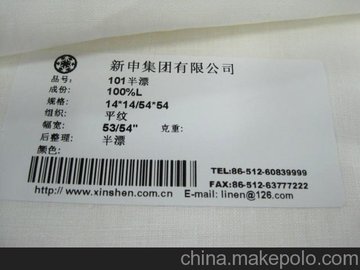 新申集团有限公司
品号: 101半漂
成份: 100%L
规格: 14*14/54*54
组织: 平纹
幅宽: 53/54" 克重:
后整理: 半漂
颜色:
TEL:86-512-60839999
FAX:86-512-63777222
http://www.xinshen.com.cn E-mail: linen@126.com
china.makepolo.com